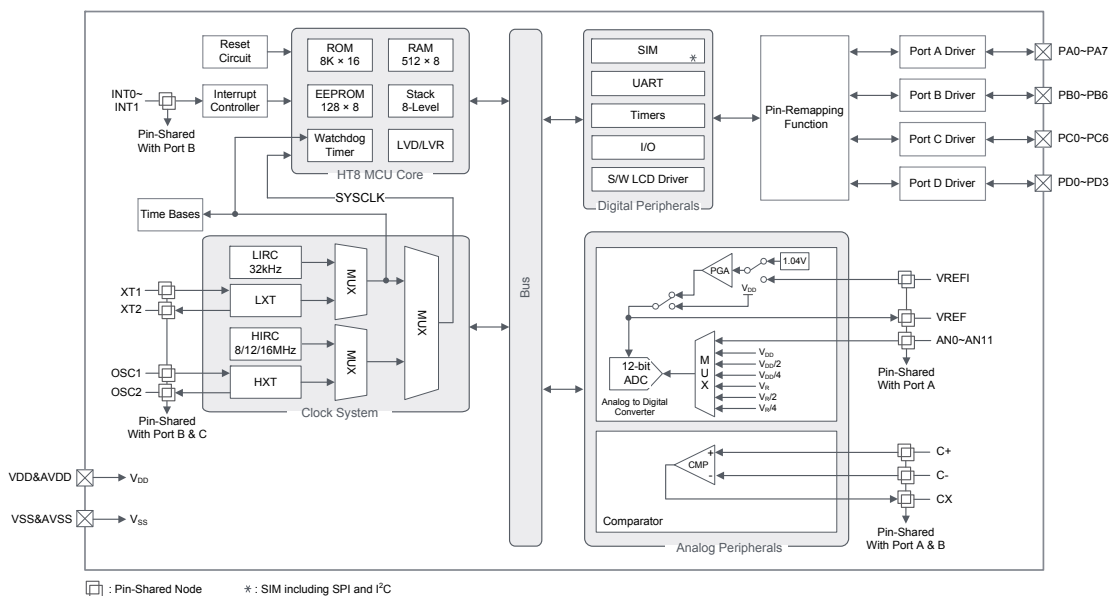 Reset
Circuit
ROM
8K × 16
RAM
512 × 8
INT0~
INT1
Interrupt
Controller
EEPROM
128 × 8
Stack
8-Level
Pin-Shared
With Port B
Watchdog
Timer
LVD/LVR
HT8 MCU Core
SYSCLK
Time Bases
LIRC
32kHz
MUX
XT1
XT2
LXT
MUX
HIRC
8/12/16MHz
MUX
OSC1
OSC2
HXT
Clock System
Pin-Shared
With Port B & C
VDD&AVDD
VDD
VSS&AVSS
VSS
Bus
SIM
*
UART
Timers
I/O
S/W LCD Driver
Digital Peripherals
Pin-Remapping
Function
Port A Driver
PA0~PA7
Port B Driver
PB0~PB6
Port C Driver
PC0~PC6
Port D Driver
PD0~PD3
PGA
1.04V
VREFI
VDD
VREF
AN0~AN11
12-bit
ADC
MUX
VDD
VDD/2
VDD/4
VR
VR/2
VR/4
Pin-Shared
With Port A
Analog to Digital
Converter
CMP
+
-
C+
C-
CX
Comparator
Pin-Shared
With Port A & B
Analog Peripherals
: Pin-Shared Node
* : SIM including SPI and I²C